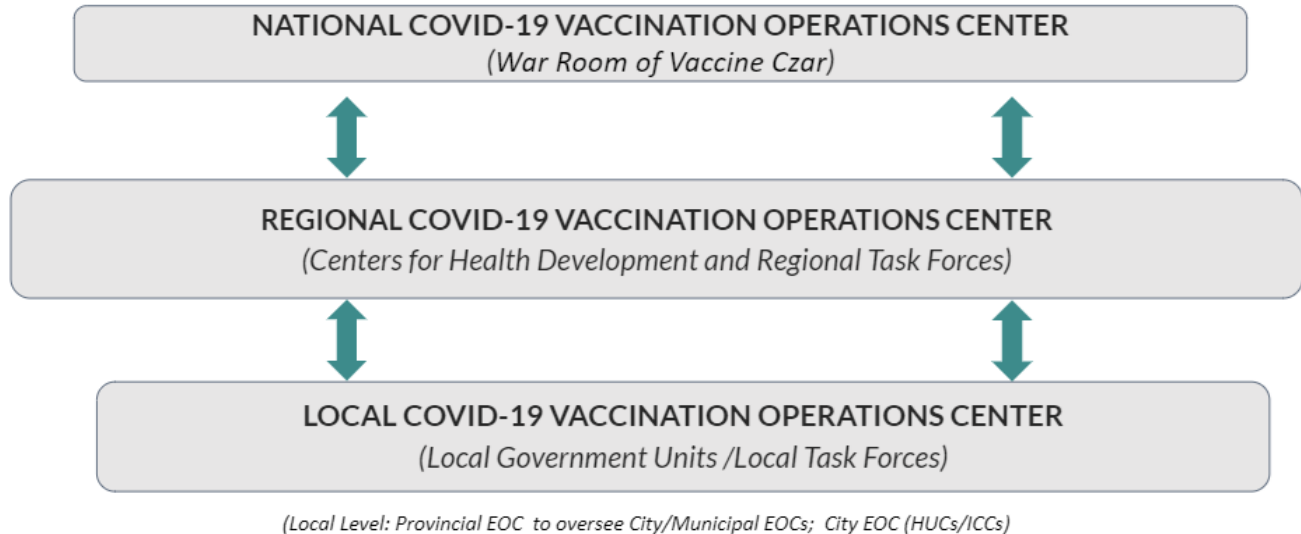 NATIONAL COVID-19 VACCINATION OPERATIONS CENTER
(War Room of Vaccine Czar)
REGIONAL COVID-19 VACCINATION OPERATIONS CENTER
(Centers for Health Development and Regional Task Forces)
LOCAL COVID-19 VACCINATION OPERATIONS CENTER
(Local Government Units /Local Task Forces)
(Local Level: Provincial EOC to oversee City/Municipal EOCs; City EOC (HUCs/ICCs)